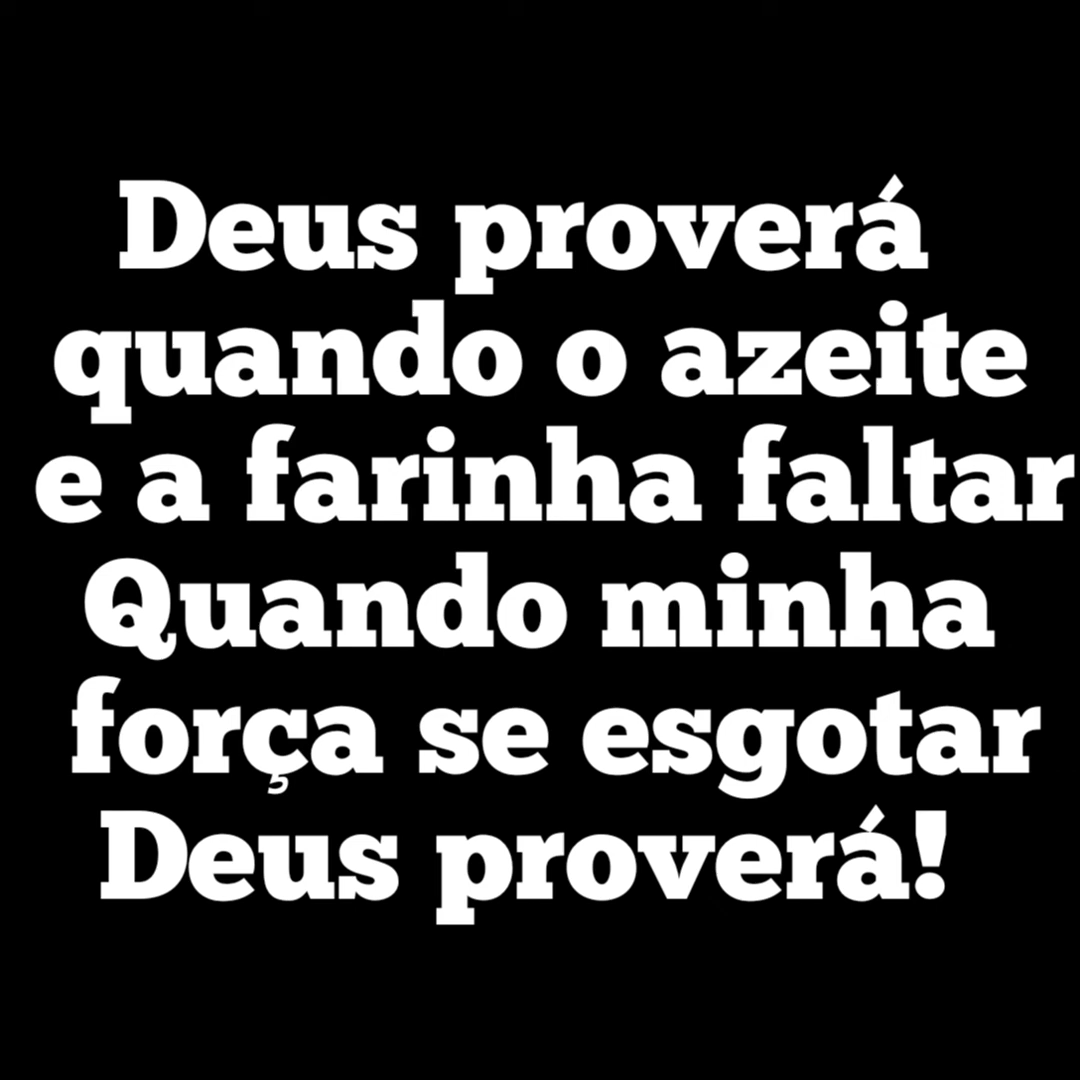 Deus proverá
quando o azeite
e a farinha faltar
Quando minha
força se esgotar
Deus proverá!